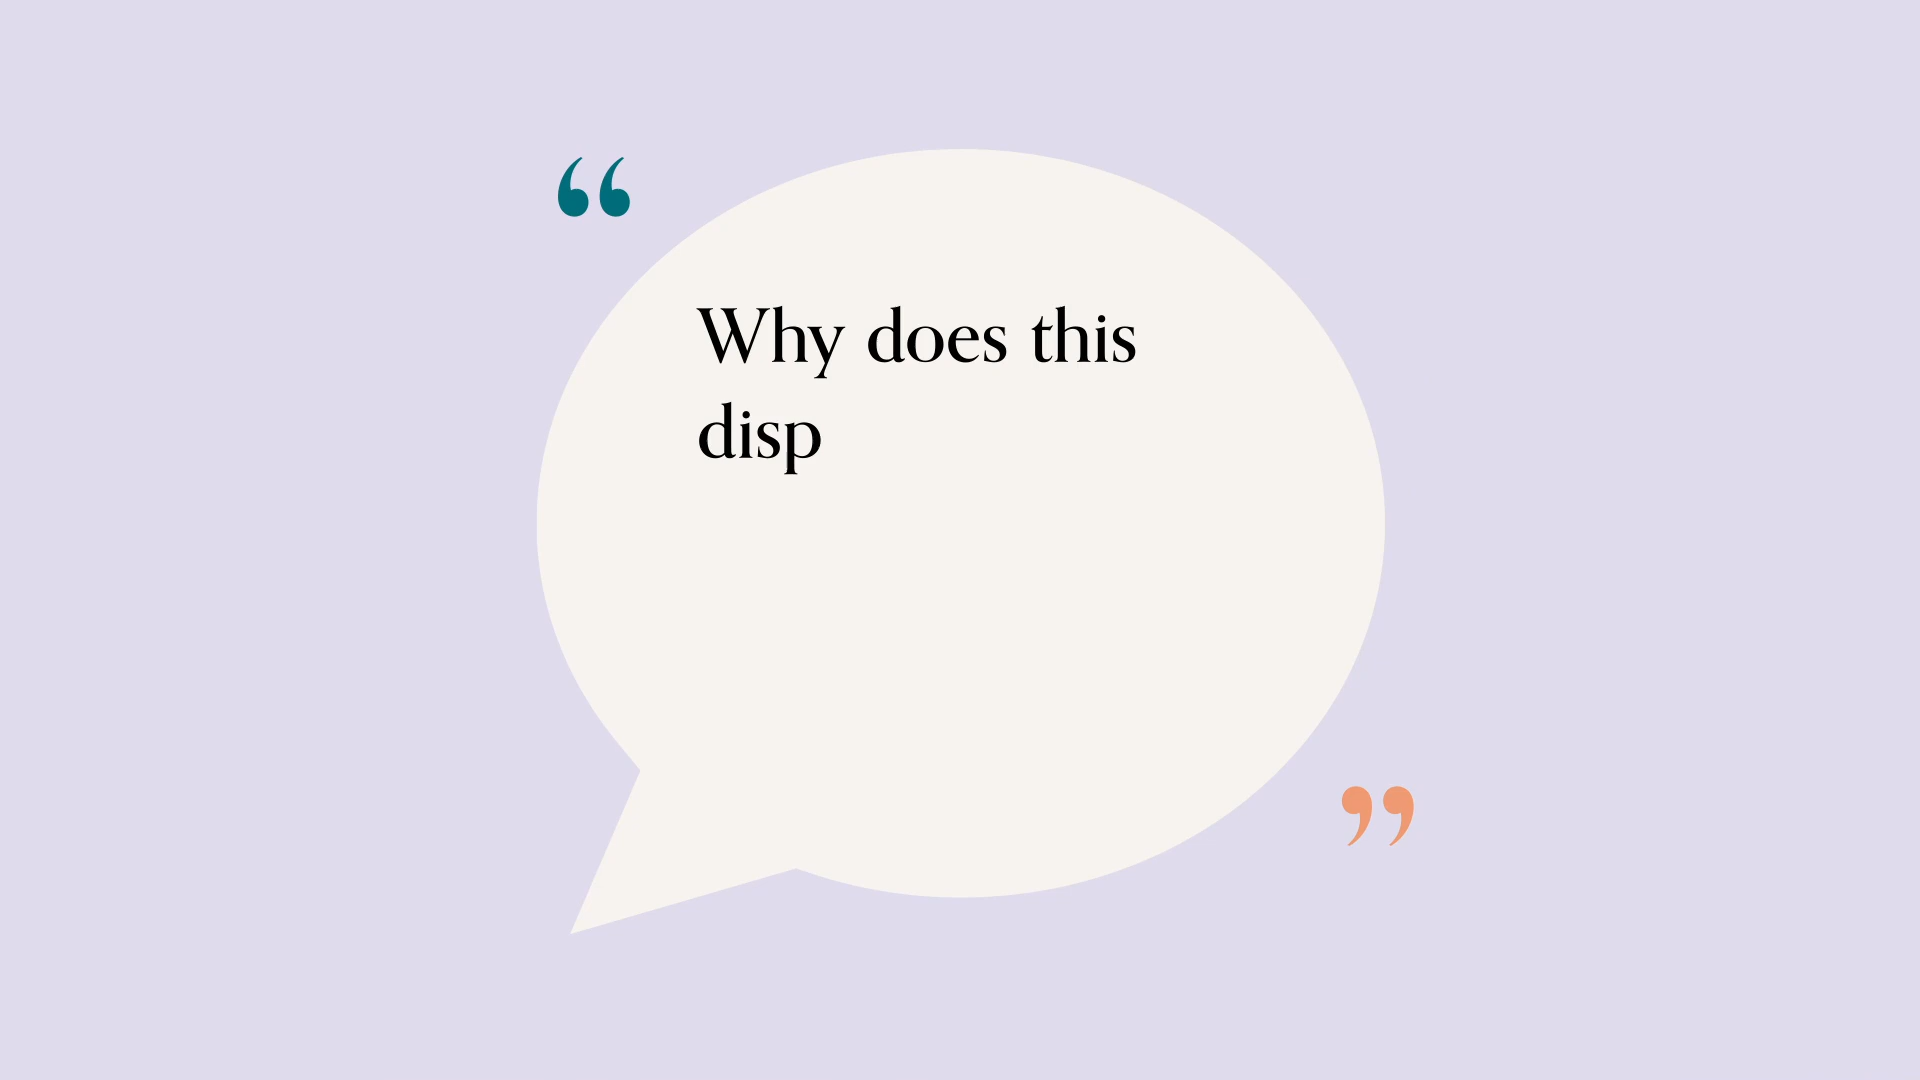 “
Why does this
disp
”